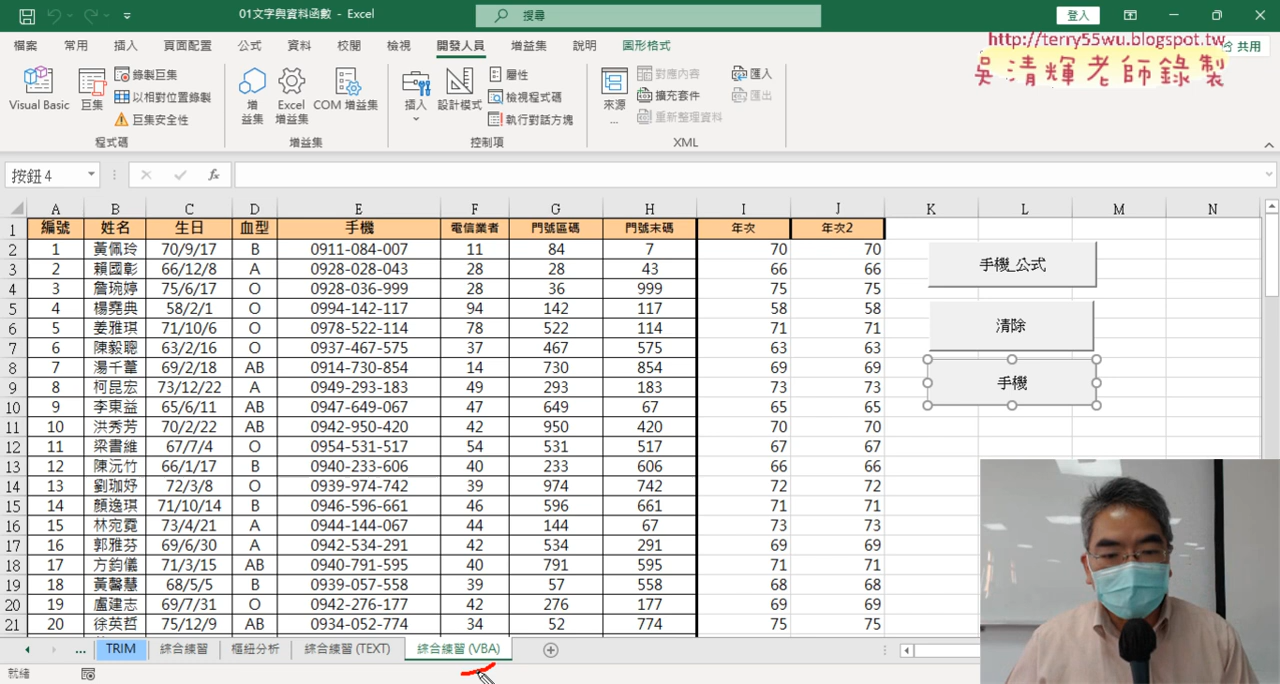 01文字與資料函數 - Excel
搜尋
登入
檔案 常用 插入 頁面配置 公式 資料 校閱 檢視 開發人員 增益集 說明 圖形格式
http://terry55wu.blogspot.tw
共用
吳清輝老師錄製
Visual Basic 巨集 錄製巨集 以相對位置錄製 巨集安全性
增益集 Excel 增益集 COM 增益集
插入 設計模式 屬性 檢視程式碼 執行對話方塊
來源... 對應內容 擴充套件 重新整理資料 匯入 匯出
程式碼 增益集 控制項 XML
按鈕 4 fx
A B C D E F G H I J K L M N
1 編號 姓名 生日 血型 手機 電信業者 門號區碼 門號末碼 年次 年次2
2 1 黃佩玲 70/9/17 B 0911-084-007 11 84 7 70 70
3 2 賴國彰 66/12/8 A 0928-028-043 28 28 43 66 66
4 3 詹琬婷 75/6/17 O 0928-036-999 28 36 999 75 75
5 4 楊堯典 58/2/1 O 0994-142-117 94 142 117 58 58
6 5 姜雅琪 71/10/6 O 0978-522-114 78 522 114 71 71
7 6 陳毅聰 63/2/16 O 0937-467-575 37 467 575 63 63
8 7 湯千蕙 69/2/18 AB 0914-730-854 14 730 854 69 69
9 8 柯昆宏 73/12/22 A 0949-293-183 49 293 183 73 73
10 9 李東益 65/6/11 AB 0947-649-067 47 649 67 65 65
11 10 洪秀芳 70/2/22 AB 0942-950-420 42 950 420 70 70
12 11 梁書維 67/7/4 O 0954-531-517 54 531 517 67 67
13 12 陳沅竹 66/1/17 B 0940-233-606 40 233 606 66 66
14 13 劉珈妤 72/3/8 O 0939-974-742 39 974 742 72 72
15 14 顏逸琪 71/10/14 B 0946-596-661 46 596 661 71 71
16 15 林宛霓 73/4/21 A 0944-144-067 44 144 67 73 73
17 16 郭雅芬 69/6/30 A 0942-534-291 42 534 291 69 69
18 17 方鈞儀 71/3/15 AB 0940-791-595 40 791 595 71 71
19 18 黃馨慧 68/5/5 B 0939-057-558 39 57 558 68 68
20 19 盧建志 69/7/31 O 0942-276-177 42 276 177 69 69
21 20 徐英哲 75/12/9 AB 0934-052-774 34 52 774 75 75
手機_公式
清除
手機
... TRIM 綜合練習 樞紐分析 綜合練習 (TEXT) 綜合練習 (VBA)
就緒